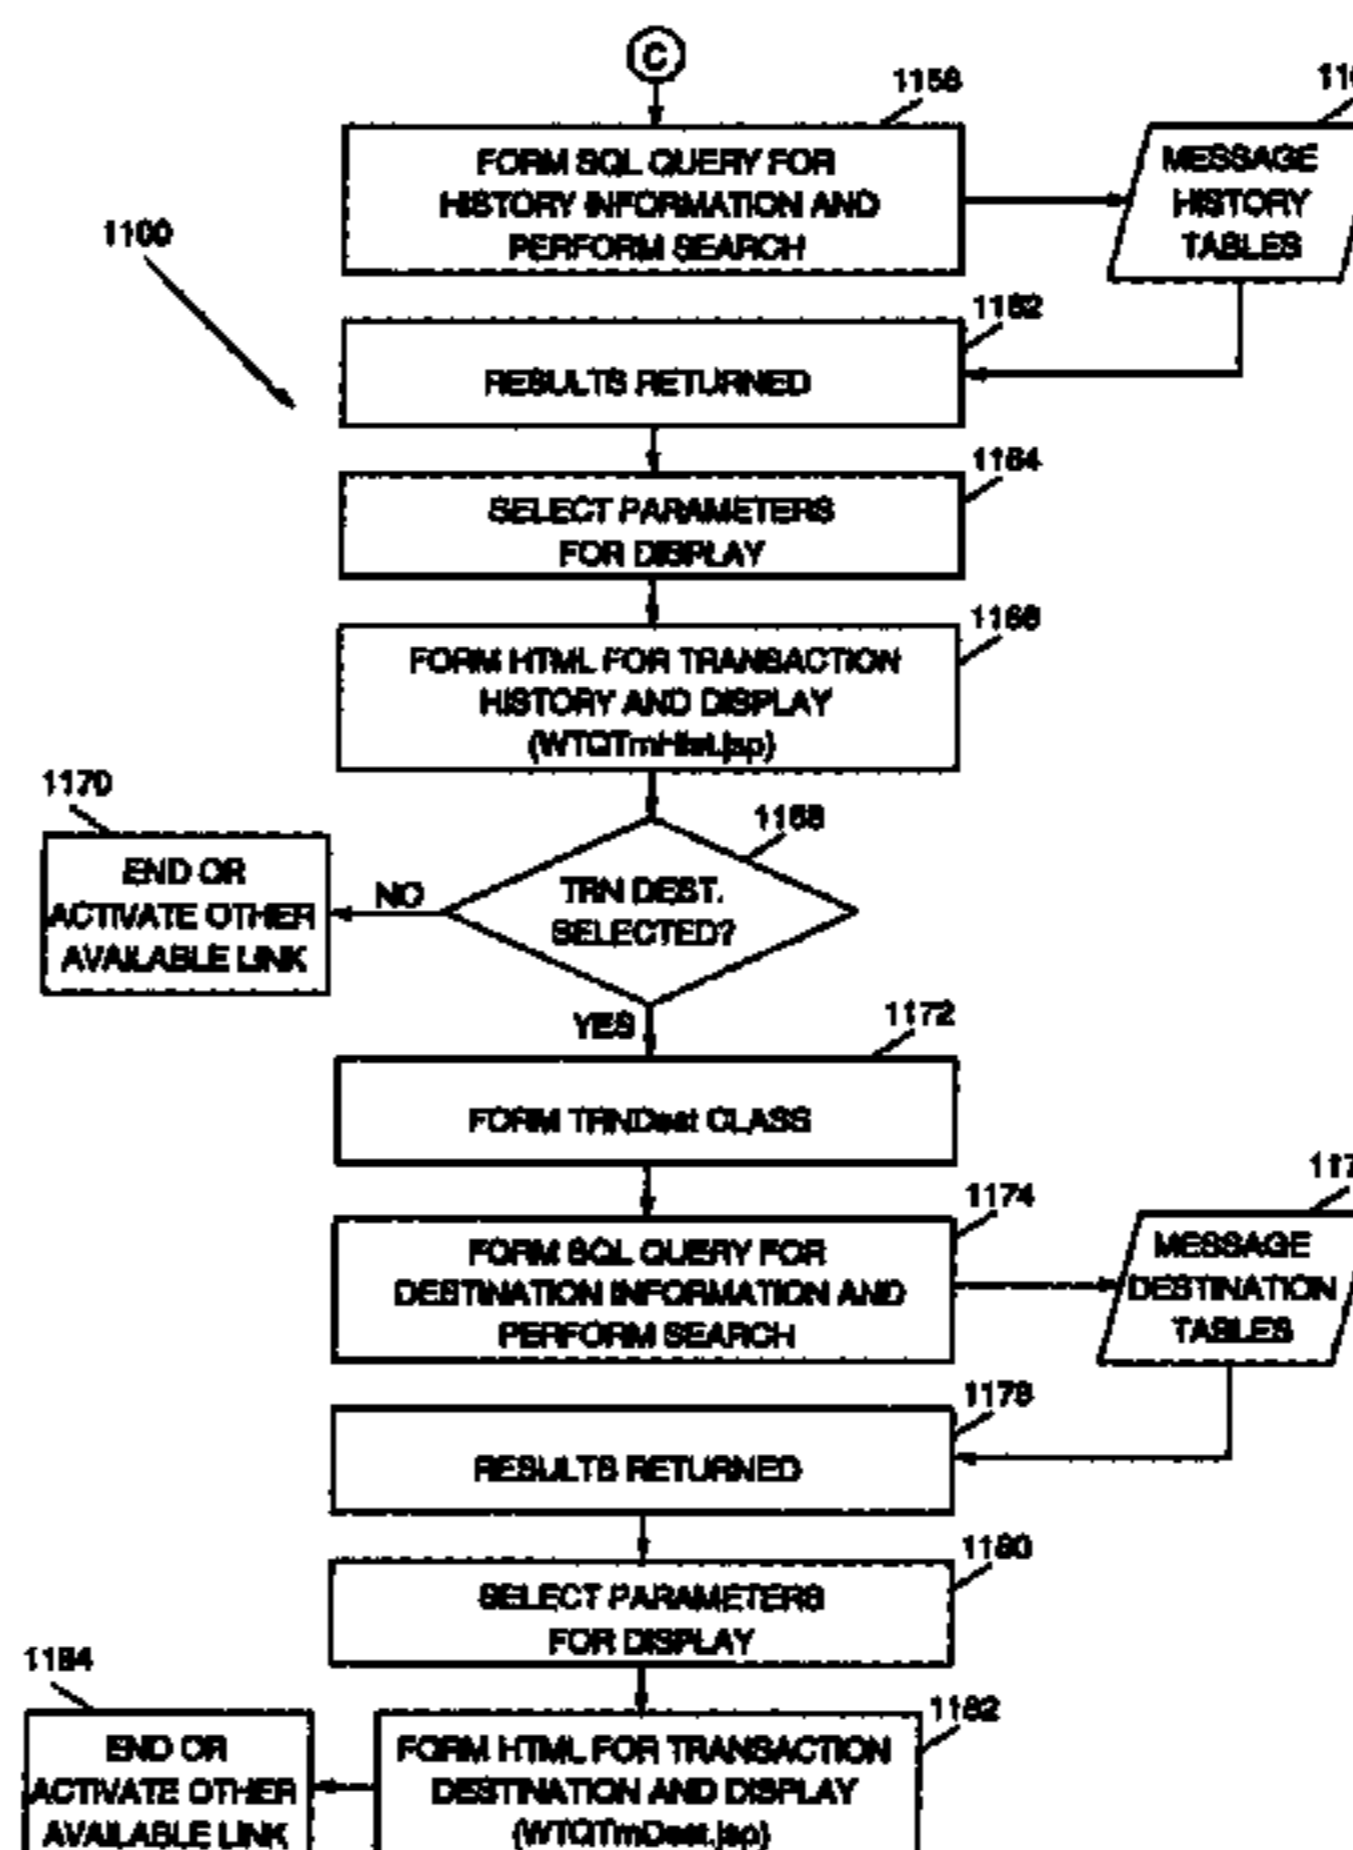 C
1158
FORM SQL QUERY FOR
HISTORY INFORMATION AND
PERFORM SEARCH
MESSAGE
HISTORY
TABLES
1100
1162
RESULTS RETURNED
1164
SELECT PARAMETERS
FOR DISPLAY
1166
FORM HTML FOR TRANSACTION
HISTORY AND DISPLAY
(WTQTrnHist.jsp)
1170
END OR
ACTIVATE OTHER
AVAILABLE LINK
NO
1168
TRN DEST.
SELECTED?
YES
1172
FORM TRNDest CLASS
1174
FORM SQL QUERY FOR
DESTINATION INFORMATION AND
PERFORM SEARCH
MESSAGE
DESTINATION
TABLES
1178
RESULTS RETURNED
1180
SELECT PARAMETERS
FOR DISPLAY
1184
END OR
ACTIVATE OTHER
AVAILABLE LINK
1182
FORM HTML FOR TRANSACTION
DESTINATION AND DISPLAY
(WTQTrnDest.jsp)